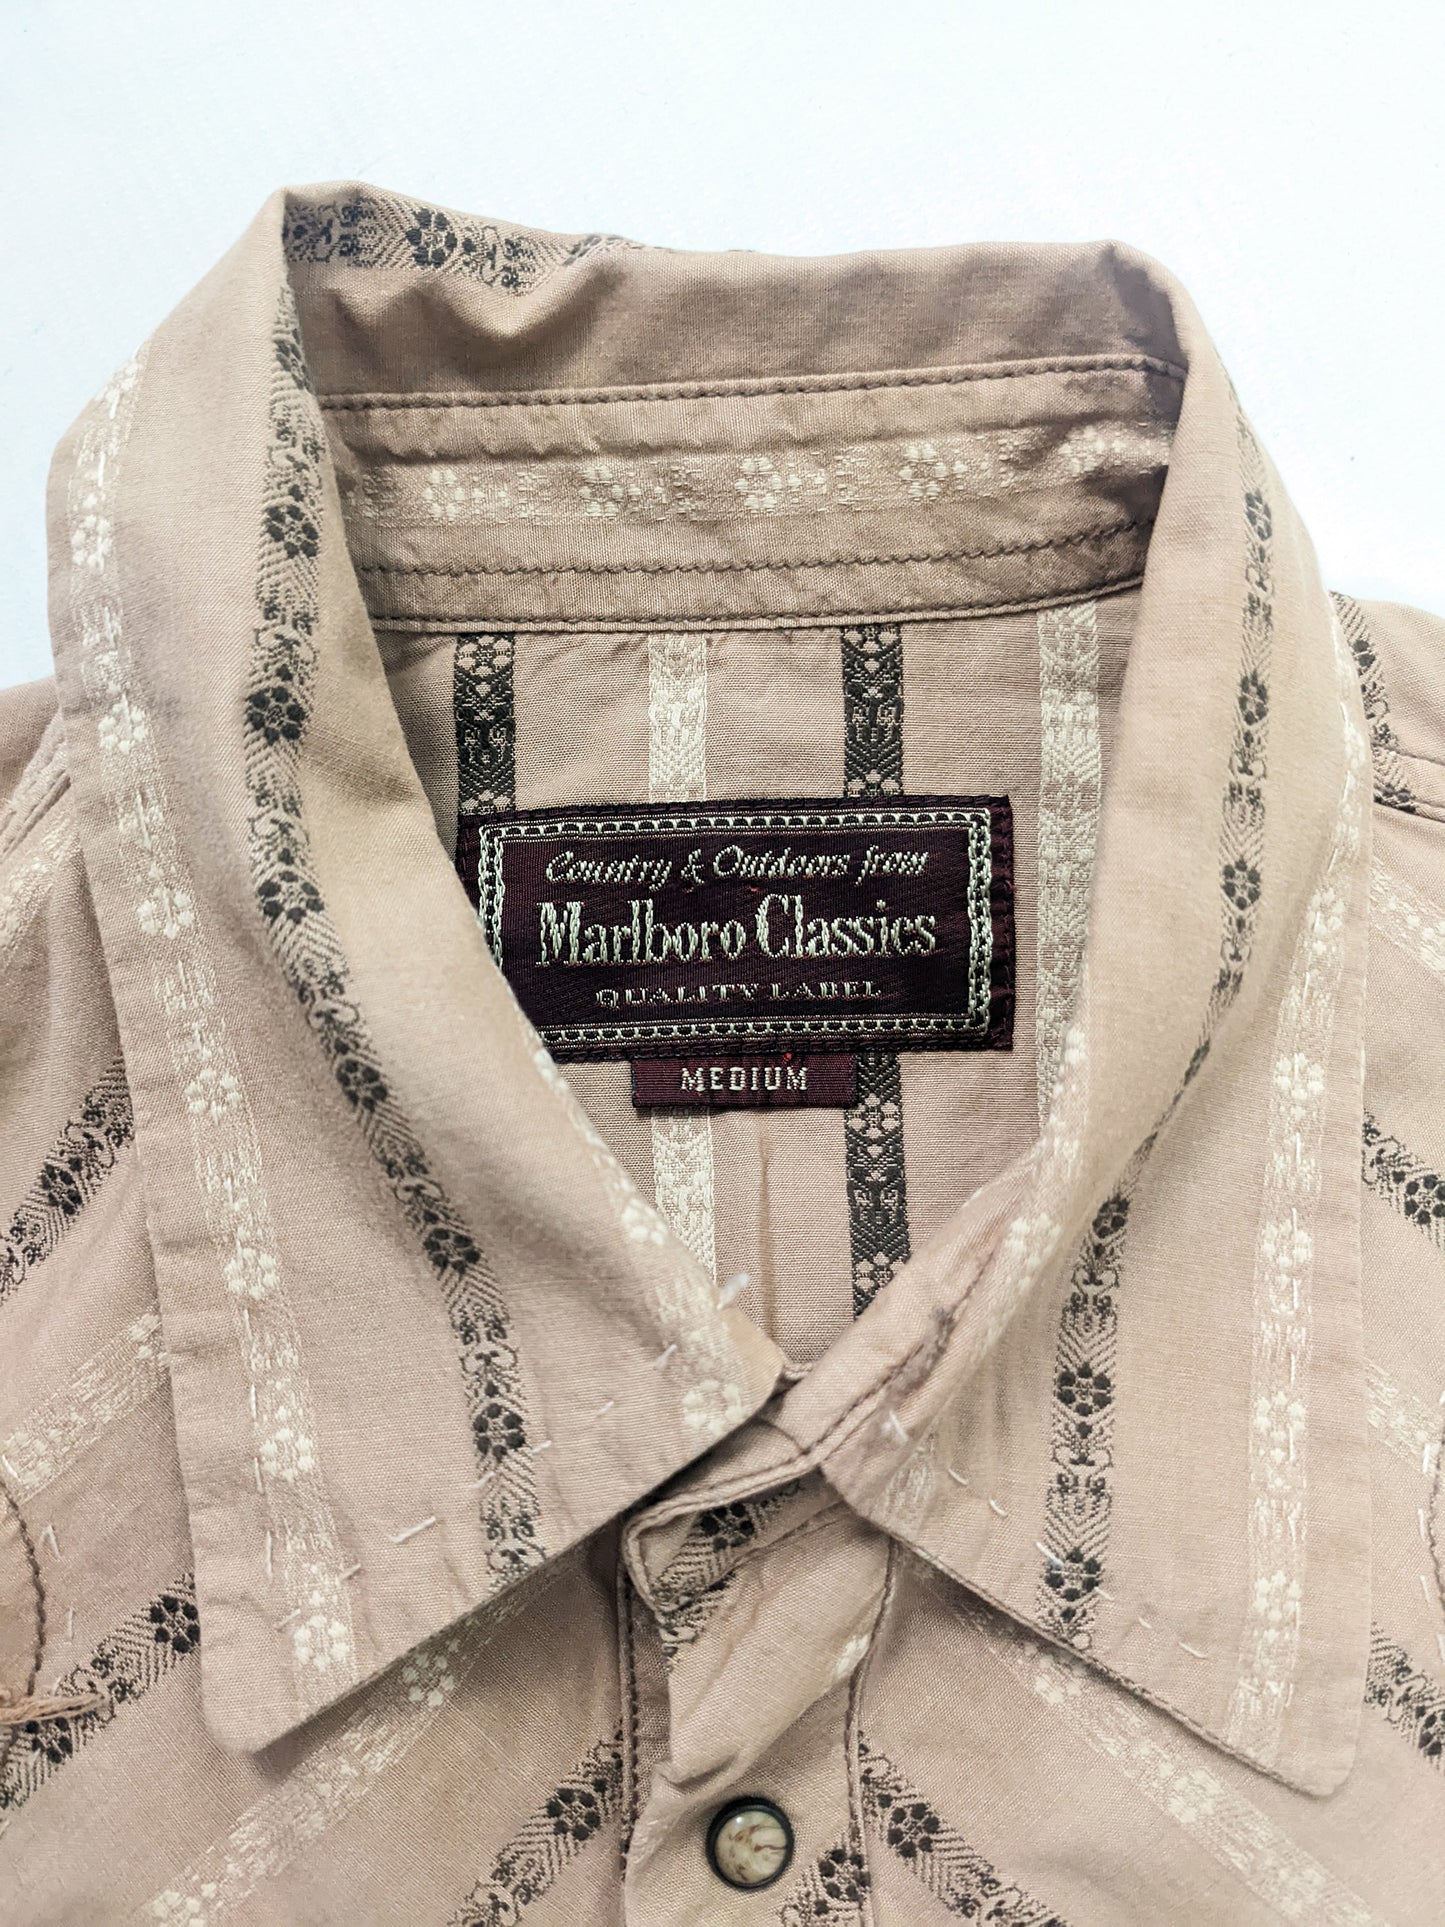 Country & Outdoors from
Marlboro Classics
QUALITY LABEL
MEDIUM